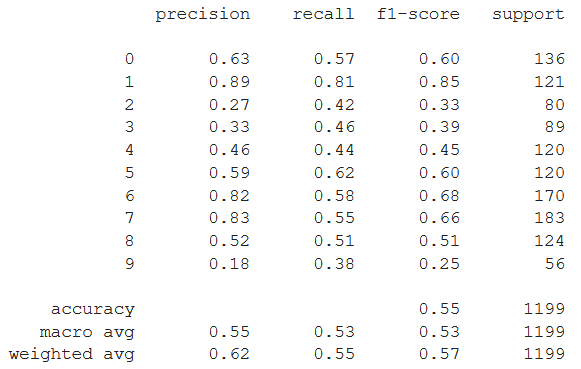 precision recall f1-score support
0 0.63 0.57 0.60 136
1 0.89 0.81 0.85 121
2 0.27 0.42 0.33 80
3 0.33 0.46 0.39 89
4 0.46 0.44 0.45 120
5 0.59 0.62 0.60 120
6 0.82 0.58 0.68 170
7 0.83 0.55 0.66 183
8 0.52 0.51 0.51 124
9 0.18 0.38 0.25 56
accuracy 0.55 1199
macro avg 0.55 0.53 0.53 1199
weighted avg 0.62 0.55 0.57 1199